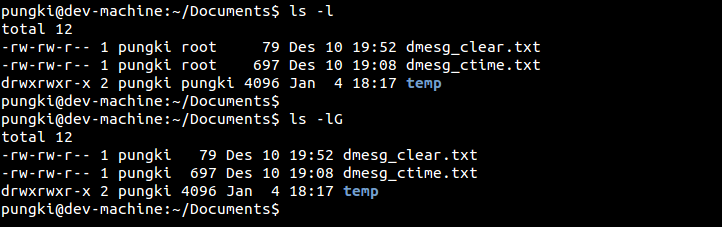 pungki@dev-machine:~/Documents$ ls -l
total 12
-rw-rw-r-- 1 pungki root     79 Des 10 19:52 dmesg_clear.txt
-rw-rw-r-- 1 pungki root    697 Des 10 19:08 dmesg_ctime.txt
drwxrwxr-x 2 pungki pungki 4096 Jan  4 18:17 temp
pungki@dev-machine:~/Documents$
pungki@dev-machine:~/Documents$ ls -lG
total 12
-rw-rw-r-- 1 pungki   79 Des 10 19:52 dmesg_clear.txt
-rw-rw-r-- 1 pungki  697 Des 10 19:08 dmesg_ctime.txt
drwxrwxr-x 2 pungki 4096 Jan  4 18:17 temp
pungki@dev-machine:~/Documents$